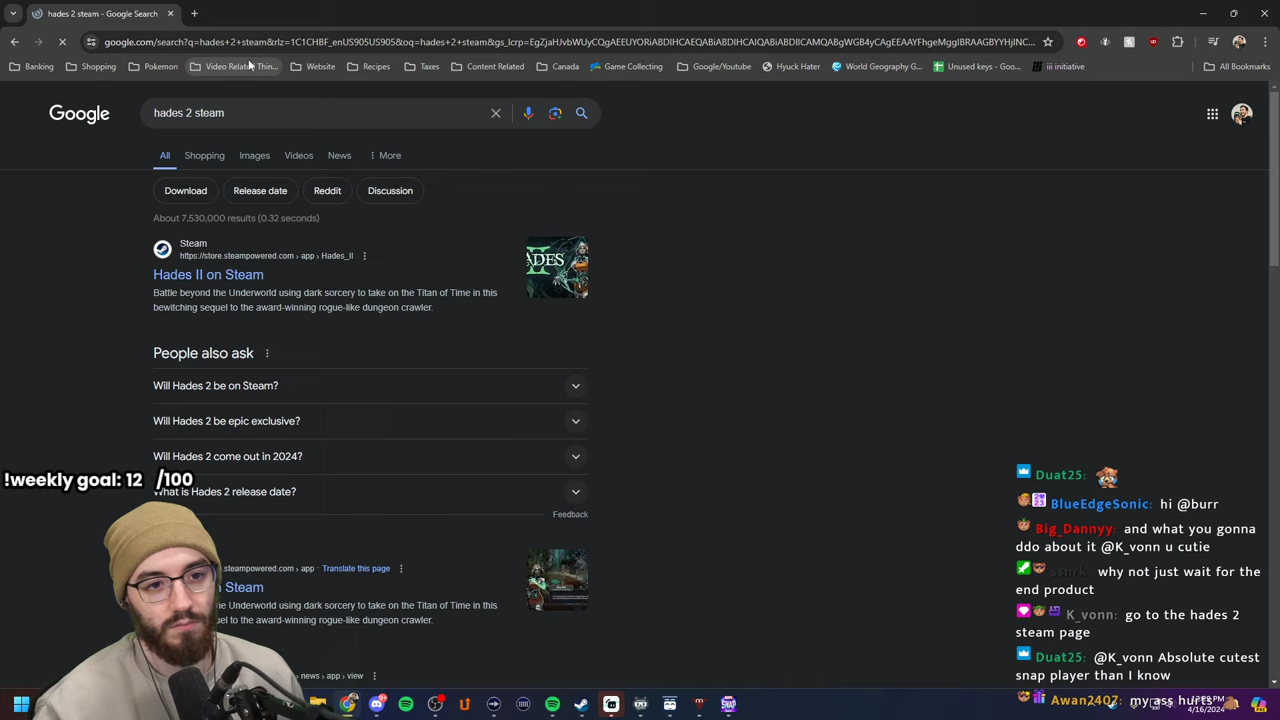 hades 2 steam - Google Search
google.com/search?q=hades+2+steam&rlz=1C1CHBF_enUS905US905&oq=hades+2+steam&gs_lcrp=
Banking
Shopping
Pokemon
Video Related Thin...
Website
Recipes
Taxes
Content Related
Canada
Game Collecting
Google/Youtube
Hyuck Hater
World Geography G...
Unused keys - Goo...
iii initiative
All Bookmarks
Google
hades 2 steam
All
Shopping
Images
Videos
News
More
Download
Release date
Reddit
Discussion
About 7,530,000 results (0.32 seconds)
Steam
https://store.steampowered.com › app › Hades_II
Hades II on Steam
Battle beyond the Underworld using dark sorcery to take on the Titan of Time in this
bewitching sequel to the award-winning rogue-like dungeon crawler.
People also ask
Will Hades 2 be on Steam?
Will Hades 2 be epic exclusive?
Will Hades 2 come out in 2024?
!weekly goal: 12 /100
What is Hades 2 release date?
Feedback
.steampowered.com › app · Translate this page
on Steam
the Underworld using dark sorcery to take on the Titan of Time in this
quel to the award-winning rogue-like dungeon crawler.
› news › app › view
Duat25:
BlueEdgeSonic: hi @burr
Big_Dannyy: and what you gonna
ddo about it @K_vonn u cutie
sshrk: why not just wait for the
end product
K_vonn: go to the hades 2
steam page
Duat25: @K_vonn Absolute cutest
snap player than I know
Awan2407: my ass hurts
4/16/2024